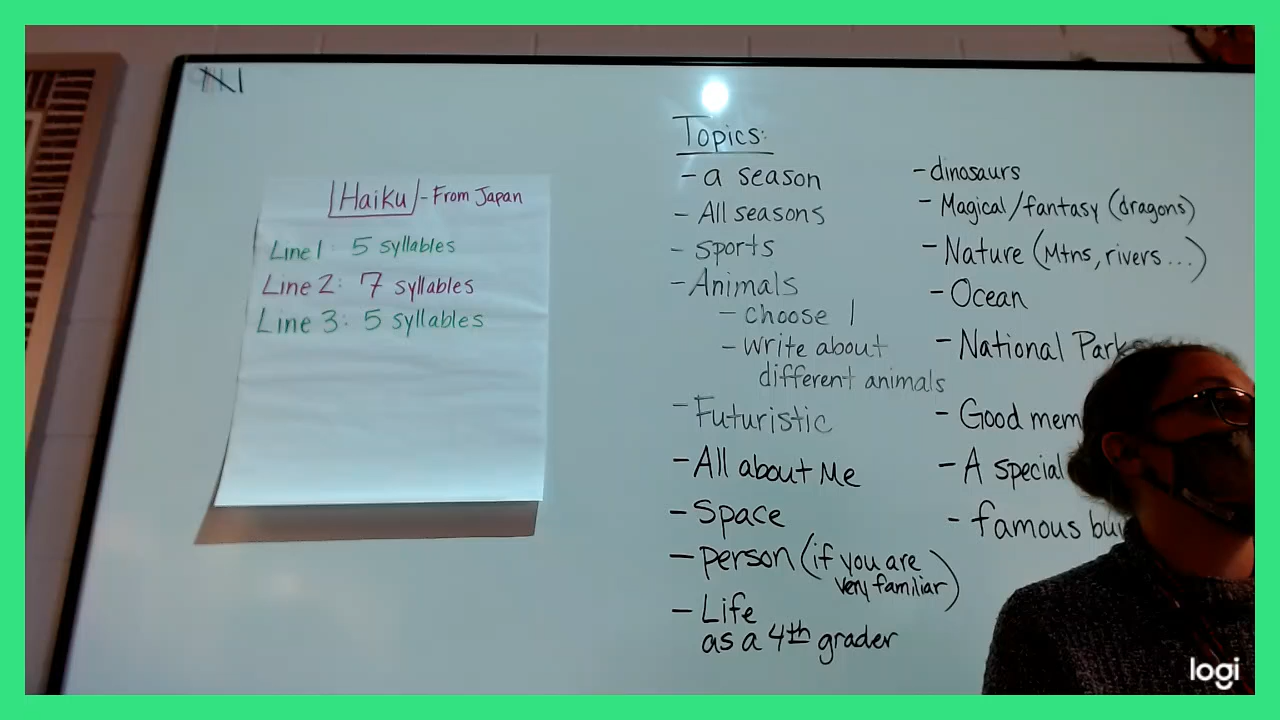 Haiku - From Japan
Line 1: 5 syllables
Line 2: 7 syllables
Line 3: 5 syllables
Topics:
- a season
- All seasons
- sports
- Animals
- choose 1
- write about
different animals
- Futuristic
- All about Me
- Space
- person (if you are
very familiar)
- Life
as a 4th grader
- dinosaurs
- Magical/fantasy (dragons)
- Nature (Mtns, rivers...)
- Ocean
- National Parks
- Good mem
- A special
- famous bui
logi